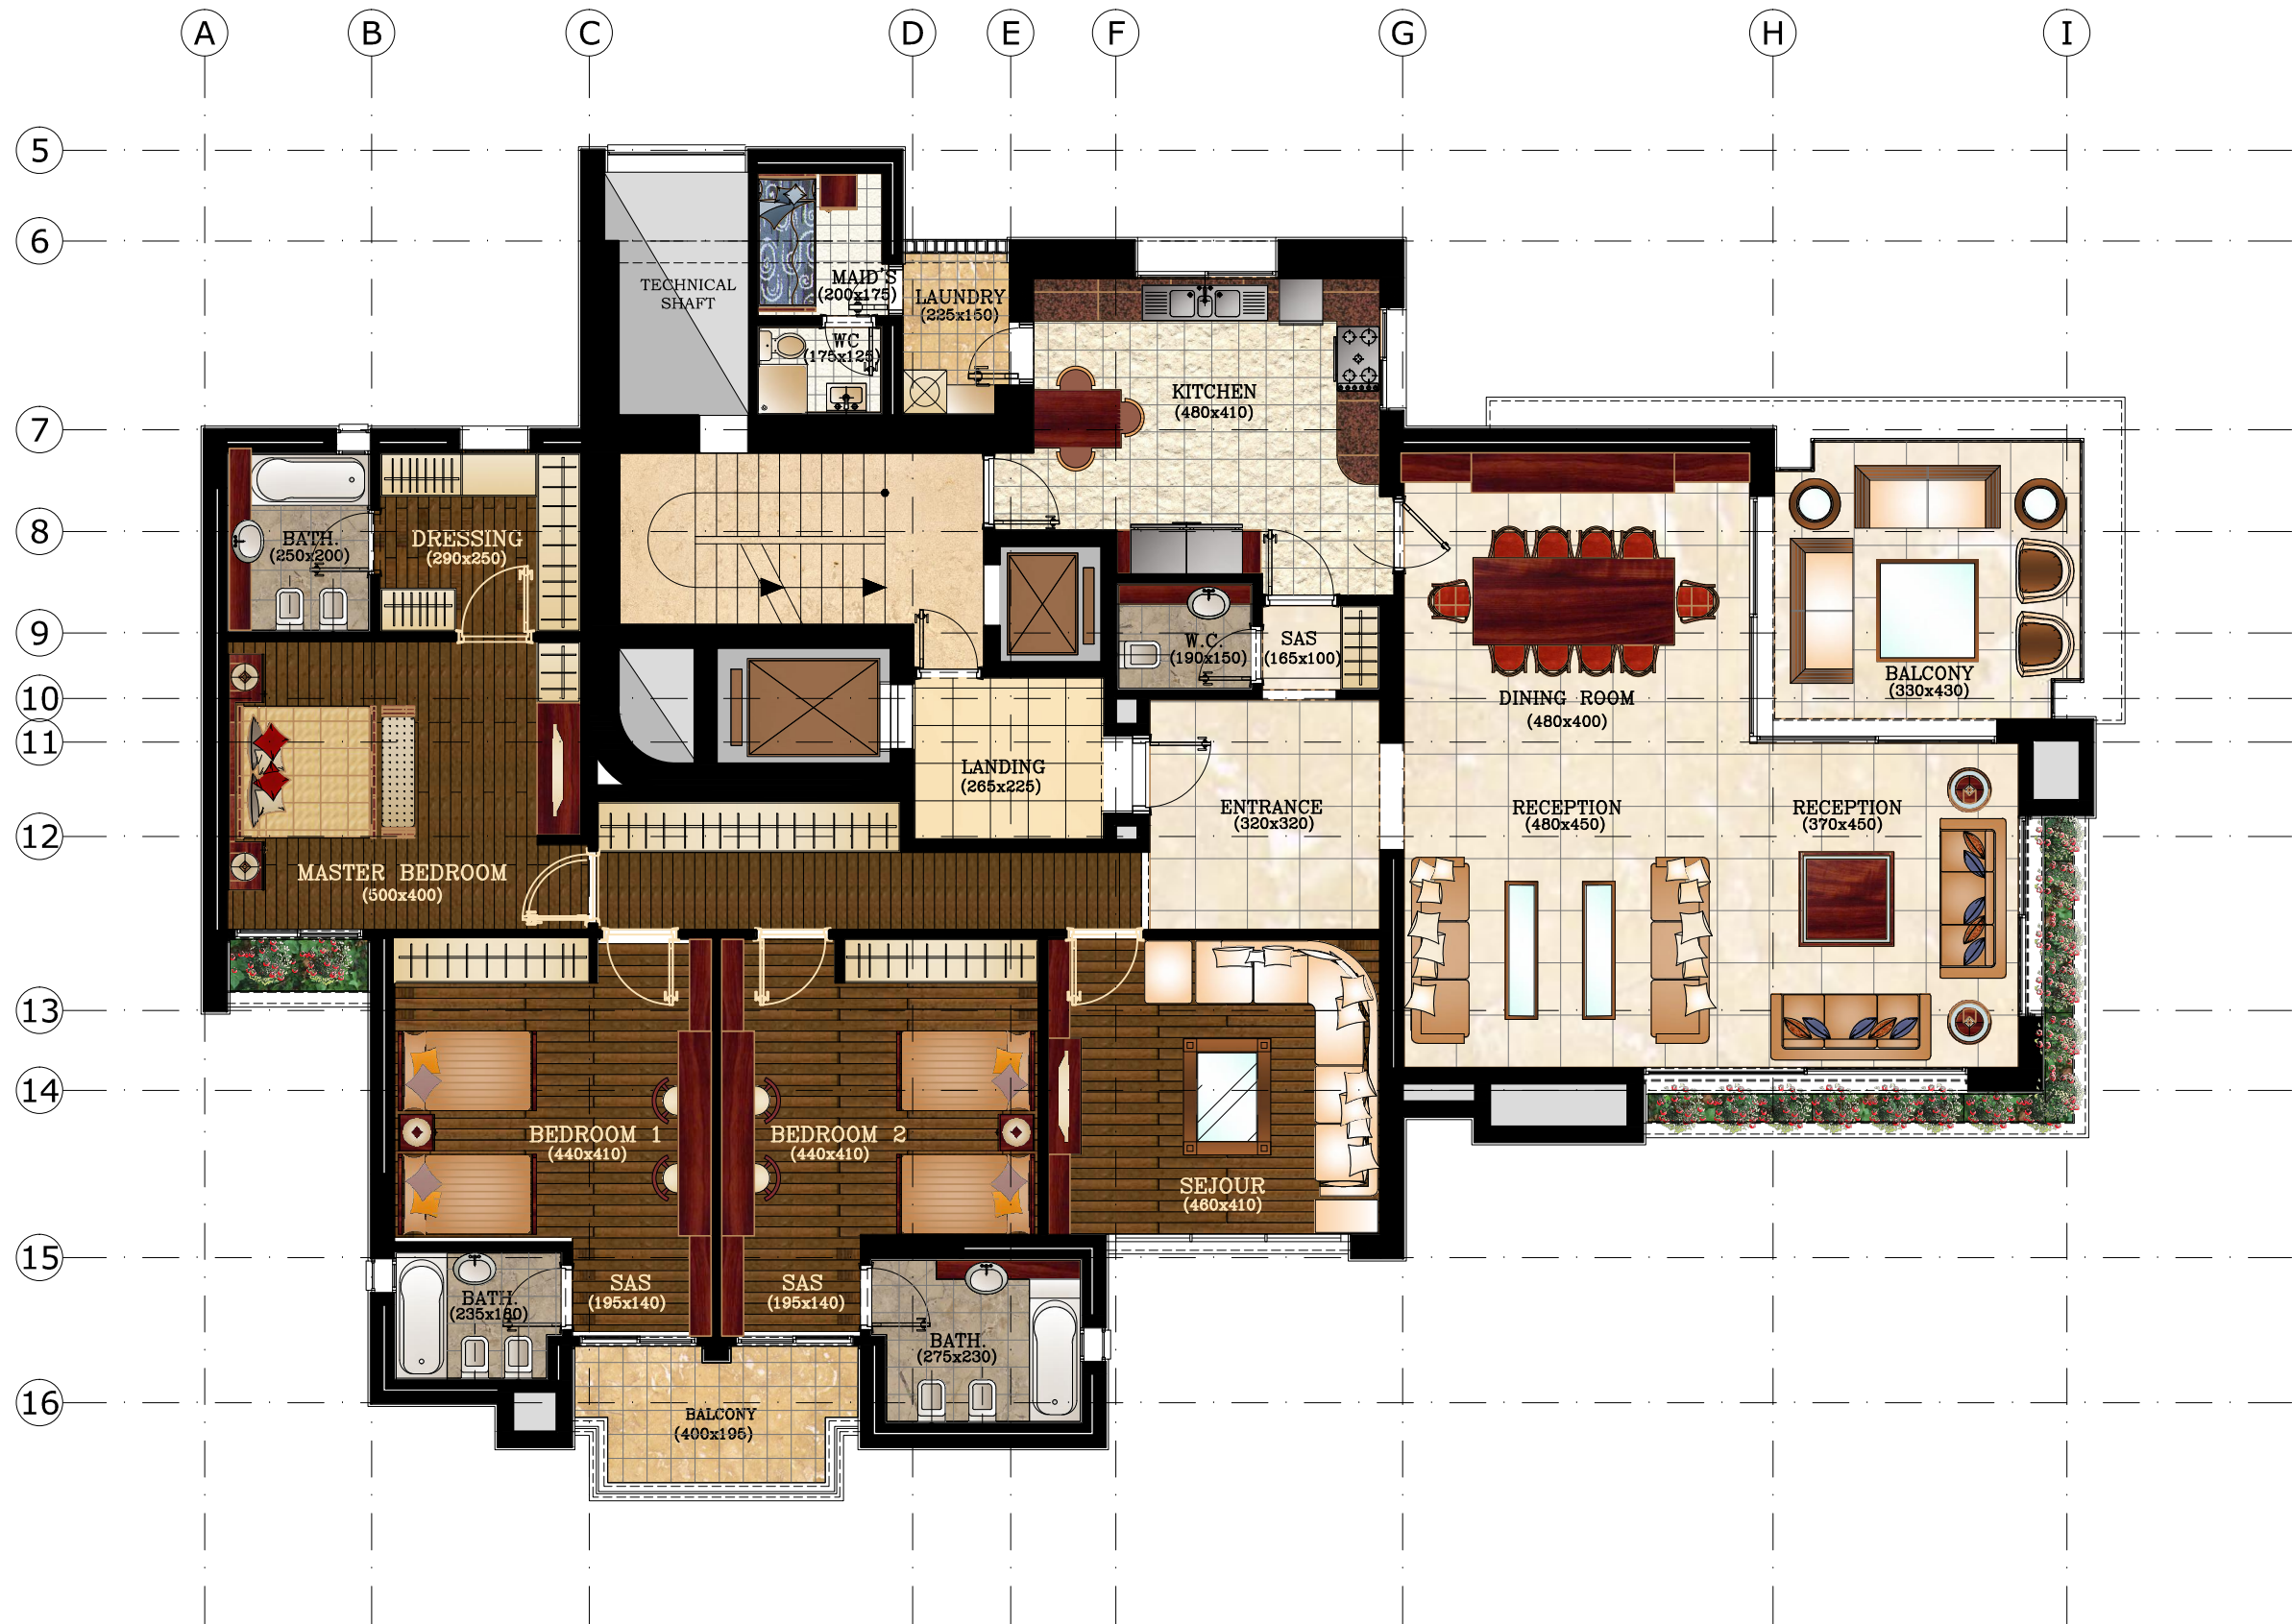 A B C D E F G H I
5
6
7
8
9
10
11
12
13
14
15
16
TECHNICAL
SHAFT
MAID'S
(200x175)
WC
(175x125)
LAUNDRY
(225x150)
KITCHEN
(480x410)
BATH.
(250x200)
DRESSING
(290x250)
W.C.
(190x150)
SAS
(165x100)
DINING ROOM
(480x400)
BALCONY
(330x430)
LANDING
(265x225)
ENTRANCE
(320x320)
RECEPTION
(480x450)
RECEPTION
(370x450)
MASTER BEDROOM
(500x400)
BEDROOM 1
(440x410)
BEDROOM 2
(440x410)
SEJOUR
(460x410)
BATH.
(235x180)
SAS
(195x140)
SAS
(195x140)
BATH.
(275x230)
BALCONY
(400x195)